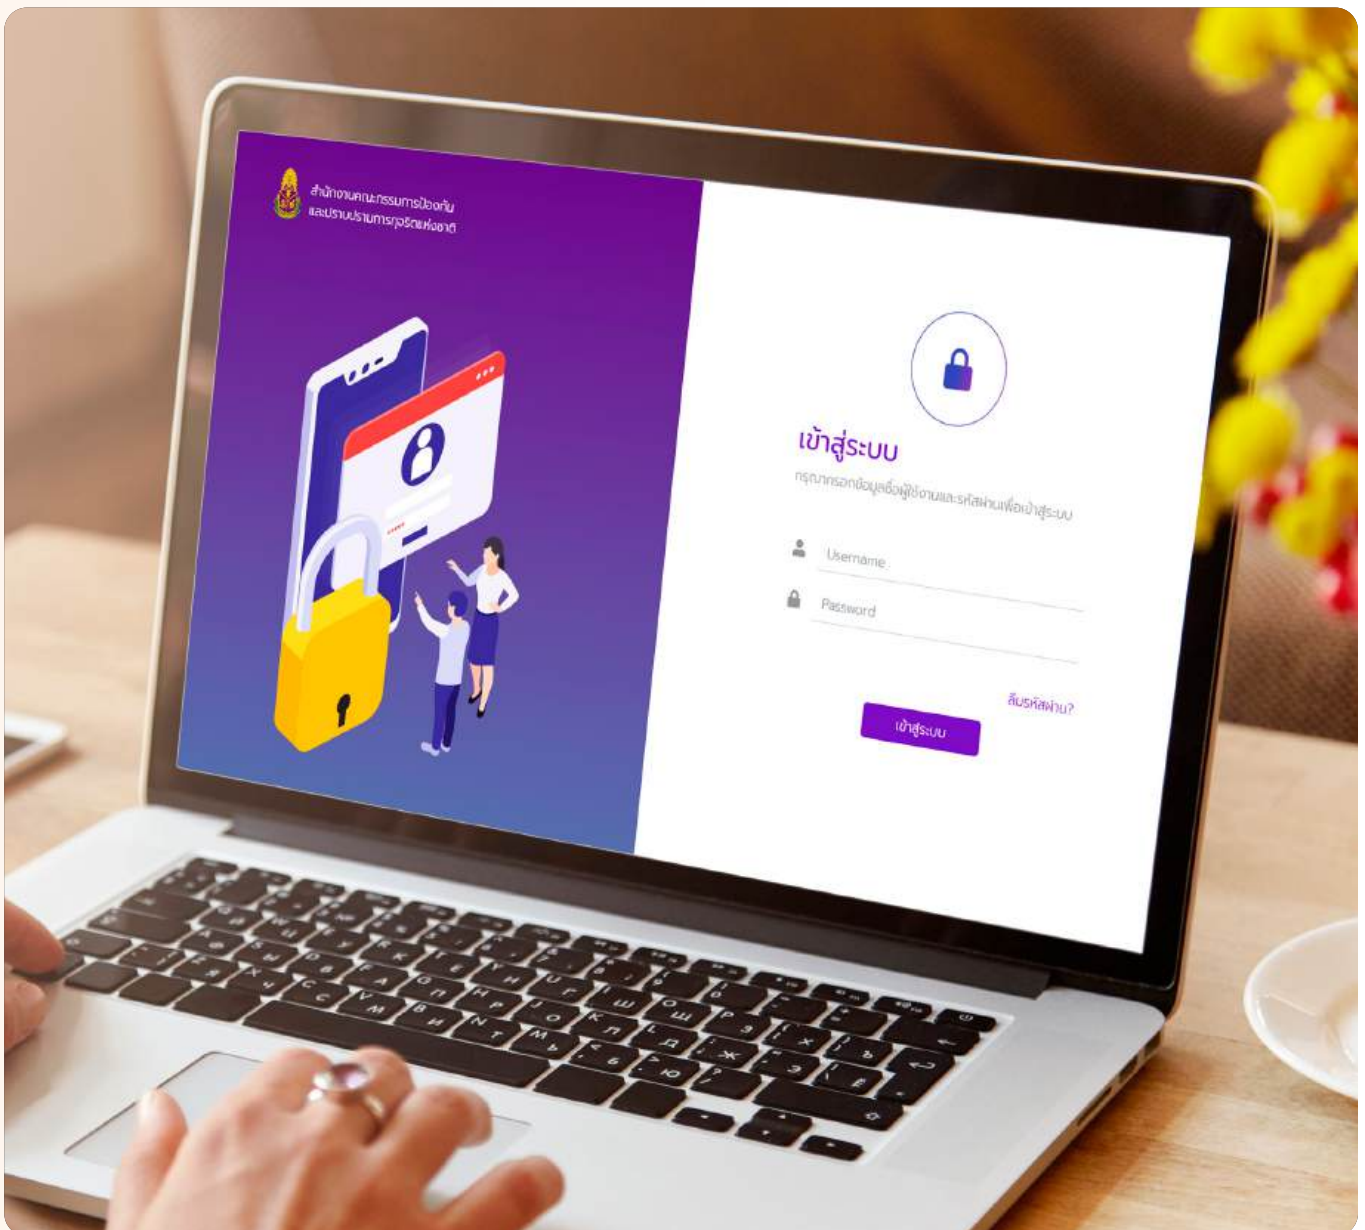 สำนักงานคณะกรรมการป้องกัน
และปราบปรามการทุจริตแห่งชาติ
เข้าสู่ระบบ
กรุณากรอกข้อมูลชื่อผู้ใช้งานและรหัสผ่านเพื่อเข้าสู่ระบบ
Username
Password
ลืมรหัสผ่าน?
เข้าสู่ระบบ